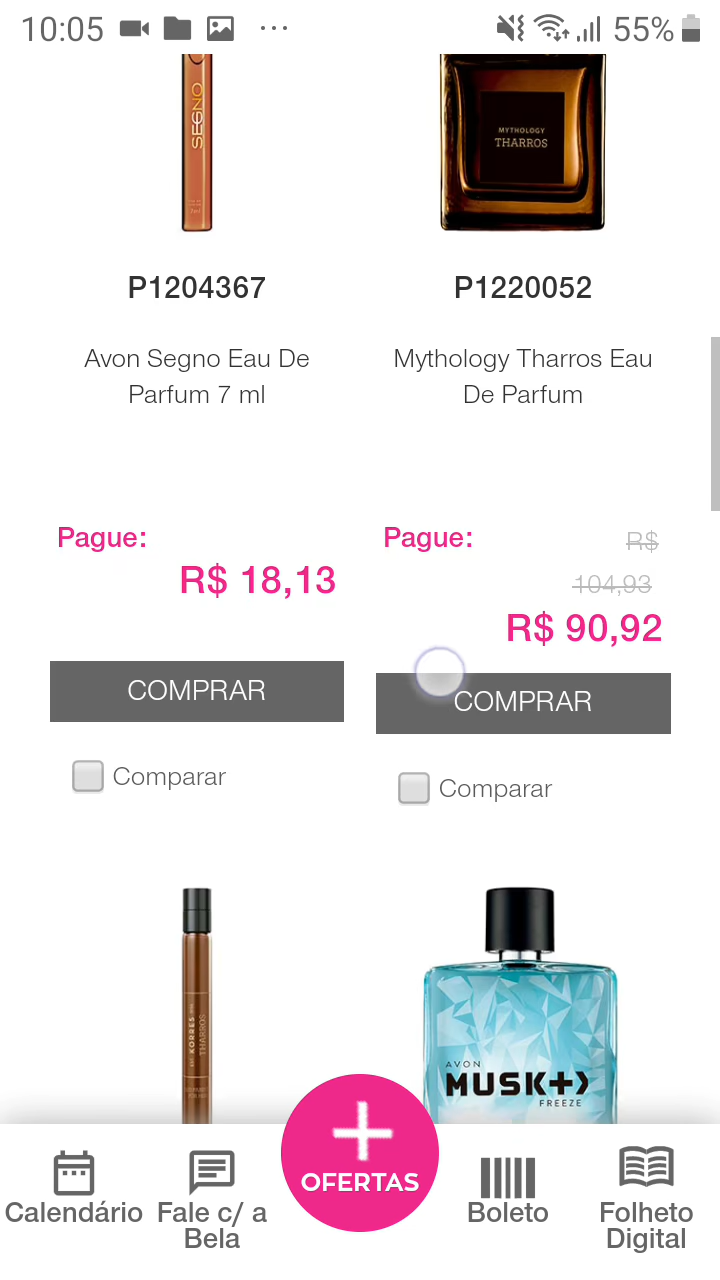 10:05
55%
SEGNO
MYTHOLOGY
THARROS
P1204367
P1220052
Avon Segno Eau De
Parfum 7 ml
Mythology Tharros Eau
De Parfum
Pague:
R$ 18,13
Pague:
R$
104,93
R$ 90,92
COMPRAR
COMPRAR
Comparar
Comparar
KORRES
THARROS
AVON
MUSK+>
FREEZE
+
OFERTAS
Calendário
Fale c/ a
Bela
Boleto
Folheto
Digital